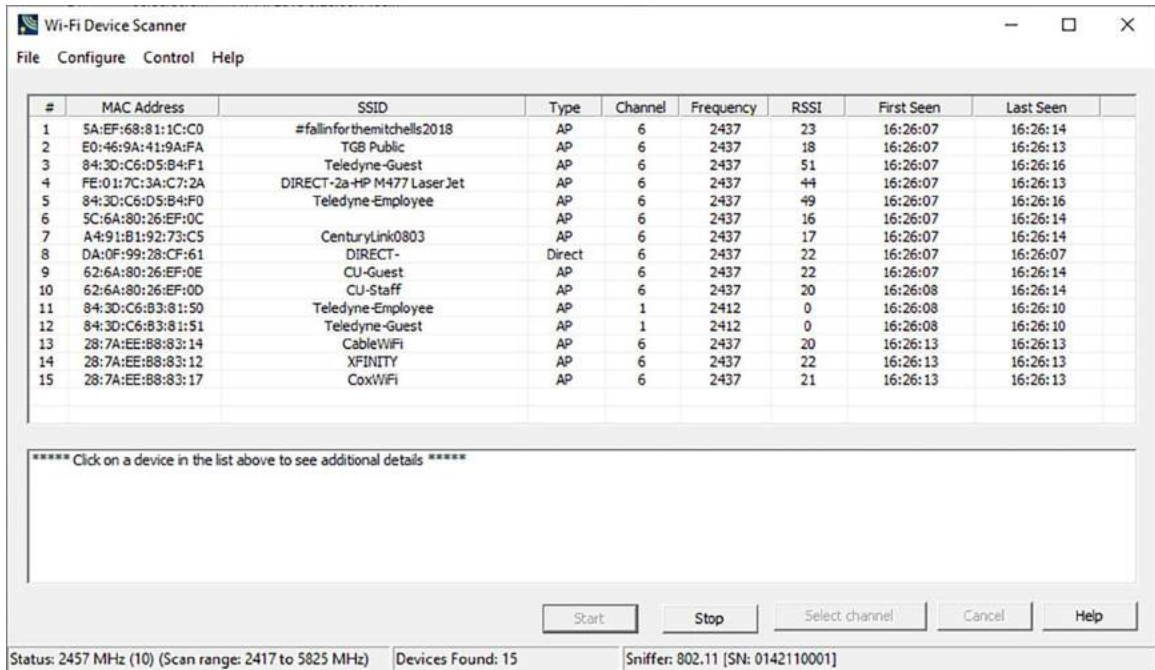 Wi-Fi Device Scanner
File Configure Control Help
# MAC Address SSID Type Channel Frequency RSSI First Seen Last Seen
1 5A:EF:68:81:1C:C0 #fallinforthemitchells2018 AP 6 2437 23 16:26:07 16:26:14
2 E0:46:9A:41:9A:FA TGB Public AP 6 2437 18 16:26:07 16:26:13
3 84:3D:C6:D5:B4:F1 Teledyne-Guest AP 6 2437 51 16:26:07 16:26:16
4 FE:01:7C:3A:C7:2A DIRECT-2a-HP M477 LaserJet AP 6 2437 44 16:26:07 16:26:13
5 84:3D:C6:D5:B4:F0 Teledyne-Employee AP 6 2437 49 16:26:07 16:26:16
6 5C:6A:80:26:EF:0C AP 6 2437 16 16:26:07 16:26:14
7 A4:91:B1:92:73:C5 CenturyLink0803 AP 6 2437 17 16:26:07 16:26:14
8 DA:0F:99:28:CF:61 DIRECT- Direct 6 2437 22 16:26:07 16:26:07
9 62:6A:80:26:EF:0E CU-Guest AP 6 2437 22 16:26:07 16:26:14
10 62:6A:80:26:EF:0D CU-Staff AP 6 2437 20 16:26:08 16:26:14
11 84:3D:C6:B3:81:50 Teledyne-Employee AP 1 2412 0 16:26:08 16:26:10
12 84:3D:C6:B3:81:51 Teledyne-Guest AP 1 2412 0 16:26:08 16:26:10
13 28:7A:EE:B8:83:14 CableWiFi AP 6 2437 20 16:26:13 16:26:13
14 28:7A:EE:B8:83:12 XFINITY AP 6 2437 22 16:26:13 16:26:13
15 28:7A:EE:B8:83:17 CoxWiFi AP 6 2437 21 16:26:13 16:26:13
***** Click on a device in the list above to see additional details *****
Start Stop Select channel Cancel Help
Status: 2457 MHz (10) (Scan range: 2417 to 5825 MHz) Devices Found: 15 Sniffer: 802.11 [SN: 0142110001]